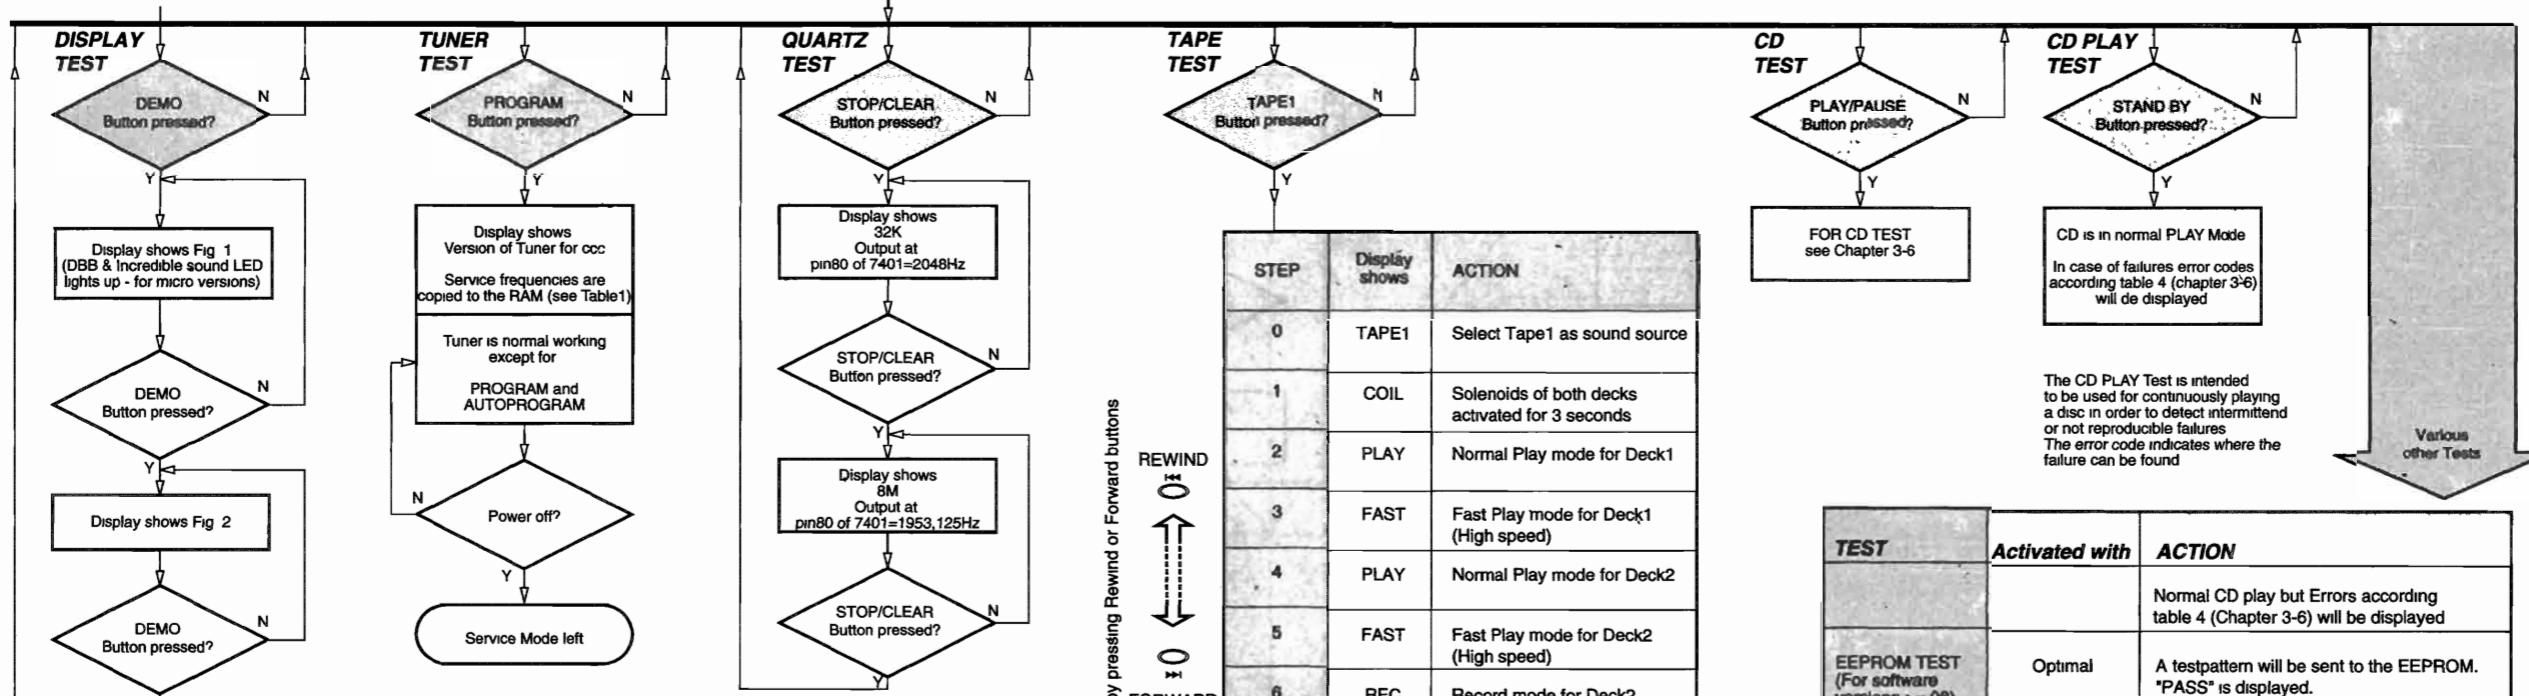 DISPLAY
TEST
DEMO
Button pressed?
N
Y
Display shows Fig 1
(DBB & Incredible sound LED
lights up - for micro versions)
DEMO
Button pressed?
N
Y
Display shows Fig 2
DEMO
Button pressed?
N
TUNER
TEST
PROGRAM
Button pressed?
N
Y
Display shows
Version of Tuner for ccc
Service frequencies are
copied to the RAM (see Table1)
Tuner is normal working
except for
PROGRAM and
AUTOPROGRAM
N
Power off?
Y
Service Mode left
QUARTZ
TEST
STOP/CLEAR
Button pressed?
N
Y
Display shows
32K
Output at
pin80 of 7401=2048Hz
STOP/CLEAR
Button pressed?
N
Y
Display shows
8M
Output at
pin80 of 7401=1953,125Hz
STOP/CLEAR
Button pressed?
N
Y
TAPE
TEST
TAPE1
Button pressed?
N
Y
pressing Rewind or Forward buttons
REWIND
STEP
Display
shows
ACTION
0
TAPE1
Select Tape1 as sound source
1
COIL
Solenoids of both decks
activated for 3 seconds
2
PLAY
Normal Play mode for Deck1
3
FAST
Fast Play mode for Deck1
(High speed)
4
PLAY
Normal Play mode for Deck2
5
FAST
Fast Play mode for Deck2
(High speed)
6
REC
Record mode for Deck2
FORWARD
CD
TEST
PLAY/PAUSE
Button pressed?
N
Y
FOR CD TEST
see Chapter 3-6
CD PLAY
TEST
STAND BY
Button pressed?
N
Y
CD is in normal PLAY Mode
In case of failures error codes
according table 4 (chapter 3-6)
will de displayed
The CD PLAY Test is intended
to be used for continuously playing
a disc in order to detect intermittend
or not reproducible failures
The error code indicates where the
failure can be found
Various
other Tests
TEST
Activated with
ACTION
Normal CD play but Errors according
table 4 (Chapter 3-6) will be displayed
EEPROM TEST
(For software
Optimal
A testpattern will be sent to the EEPROM.
"PASS" is displayed.